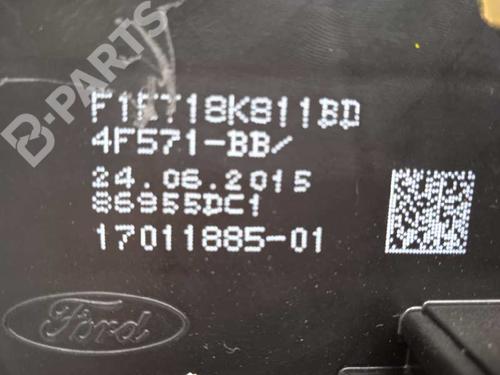 B-PARTS
F1F718K811BD
4F571-BB/
24.06.2015
86955DC1
17011885-01
Ford